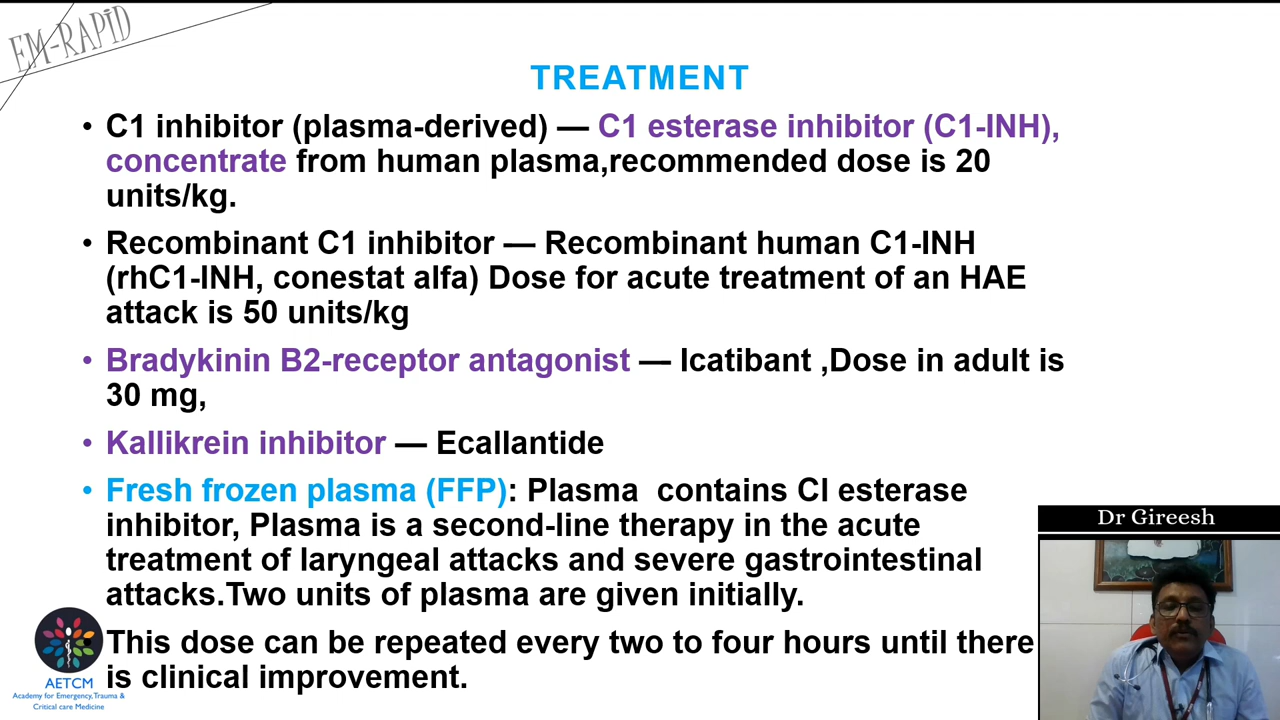 EM-RAPID
TREATMENT
• C1 inhibitor (plasma-derived) — C1 esterase inhibitor (C1-INH),
concentrate from human plasma,recommended dose is 20
units/kg.
• Recombinant C1 inhibitor — Recombinant human C1-INH
(rhC1-INH, conestat alfa) Dose for acute treatment of an HAE
attack is 50 units/kg
• Bradykinin B2-receptor antagonist — Icatibant ,Dose in adult is
30 mg,
• Kallikrein inhibitor — Ecallantide
• Fresh frozen plasma (FFP): Plasma contains CI esterase
inhibitor, Plasma is a second-line therapy in the acute
treatment of laryngeal attacks and severe gastrointestinal
attacks.Two units of plasma are given initially.
This dose can be repeated every two to four hours until there
is clinical improvement.
Dr Gireesh
AETCM
Academy for Emergency,Trauma &
Critical care Medicine